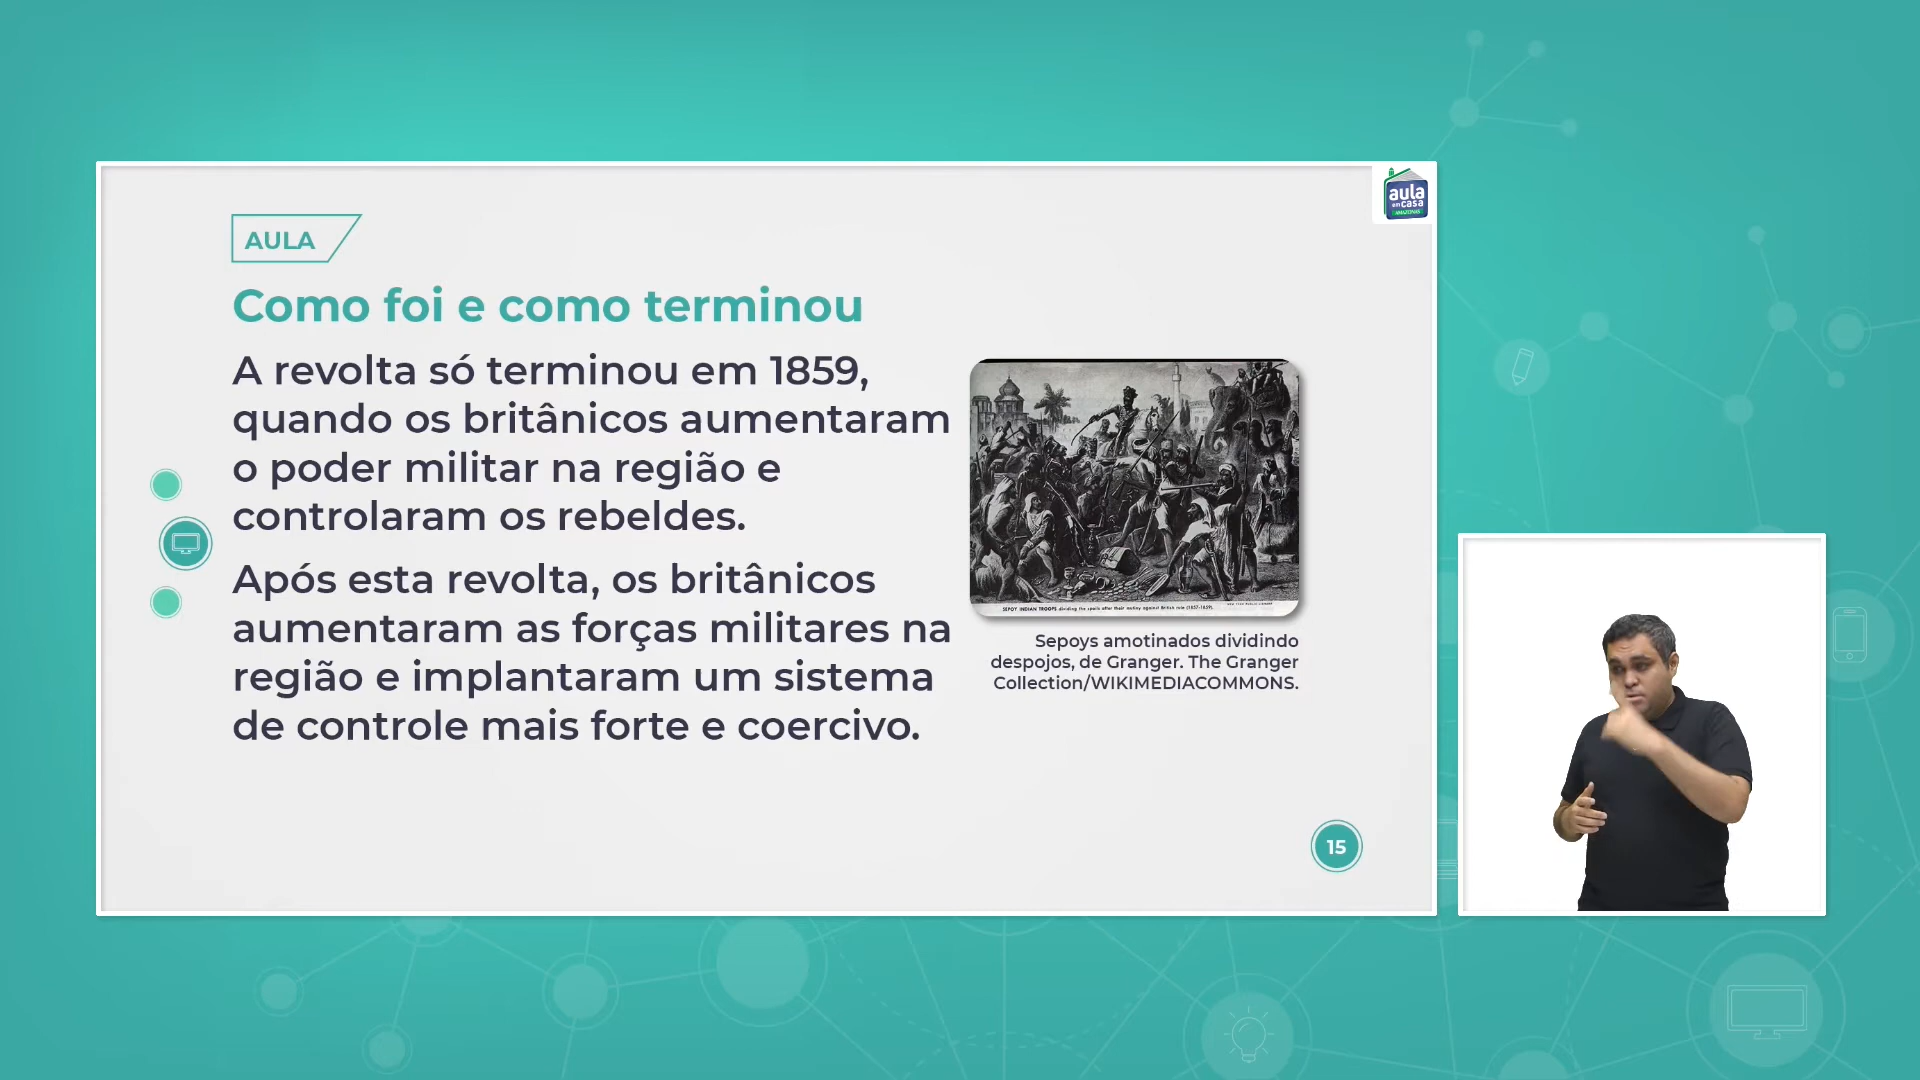 aula
em casa
AMAZONAS
AULA
Como foi e como terminou
A revolta só terminou em 1859,
quando os britânicos aumentaram
o poder militar na região e
controlaram os rebeldes.
Após esta revolta, os britânicos
aumentaram as forças militares na
região e implantaram um sistema
de controle mais forte e coercivo.
SEPOY INDIAN TROOPS dividing the spoils after their mutiny against British rule (1857-1859).
Sepoys amotinados dividindo
despojos, de Granger. The Granger
Collection/WIKIMEDIACOMMONS.
15